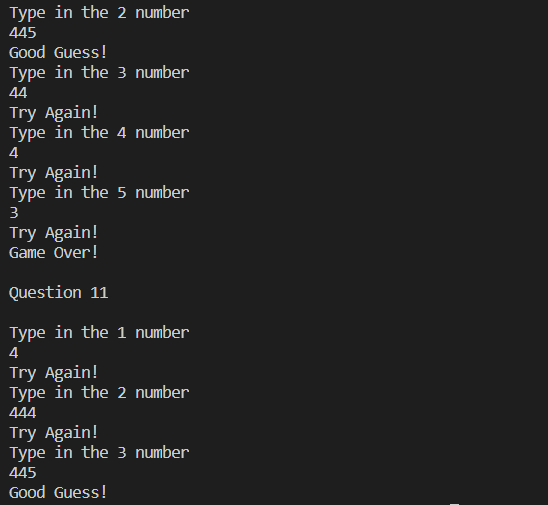 Type in the 2 number
445
Good Guess!
Type in the 3 number
44
Try Again!
Type in the 4 number
4
Try Again!
Type in the 5 number
3
Try Again!
Game Over!
Question 11
Type in the 1 number
4
Try Again!
Type in the 2 number
444
Try Again!
Type in the 3 number
445
Good Guess!